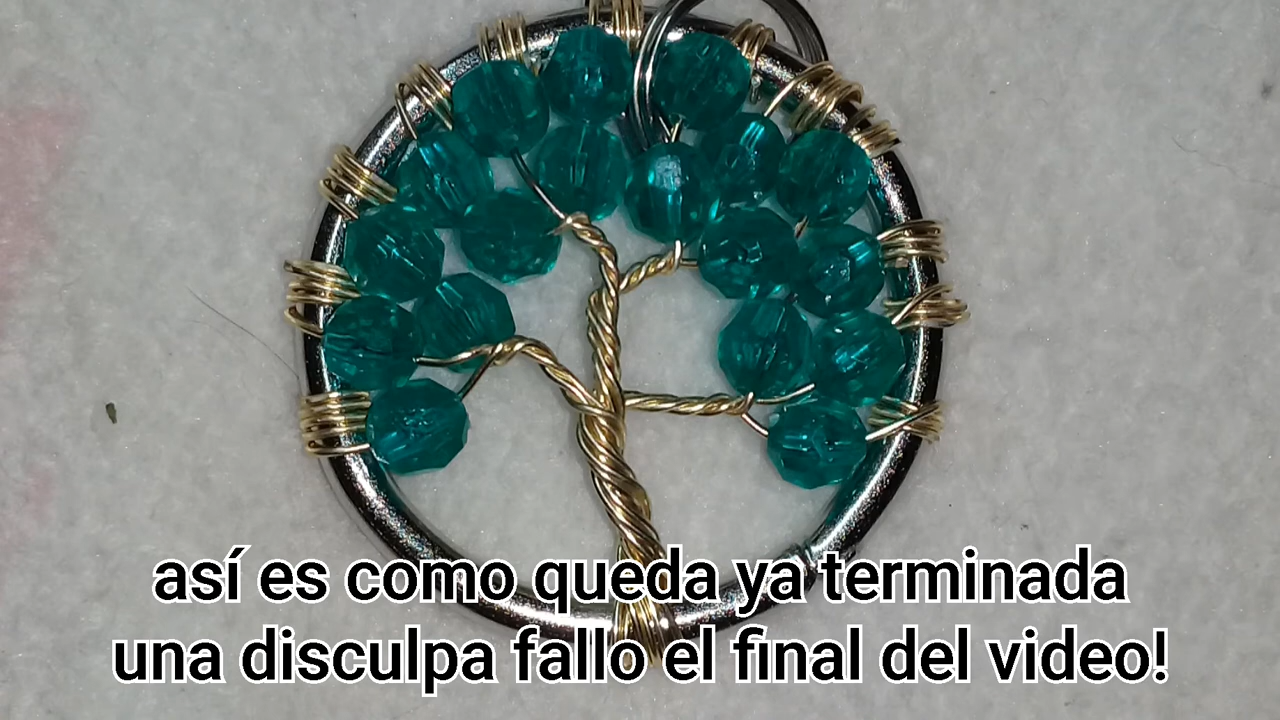 así es como queda ya terminada
una disculpa fallo el final del video!